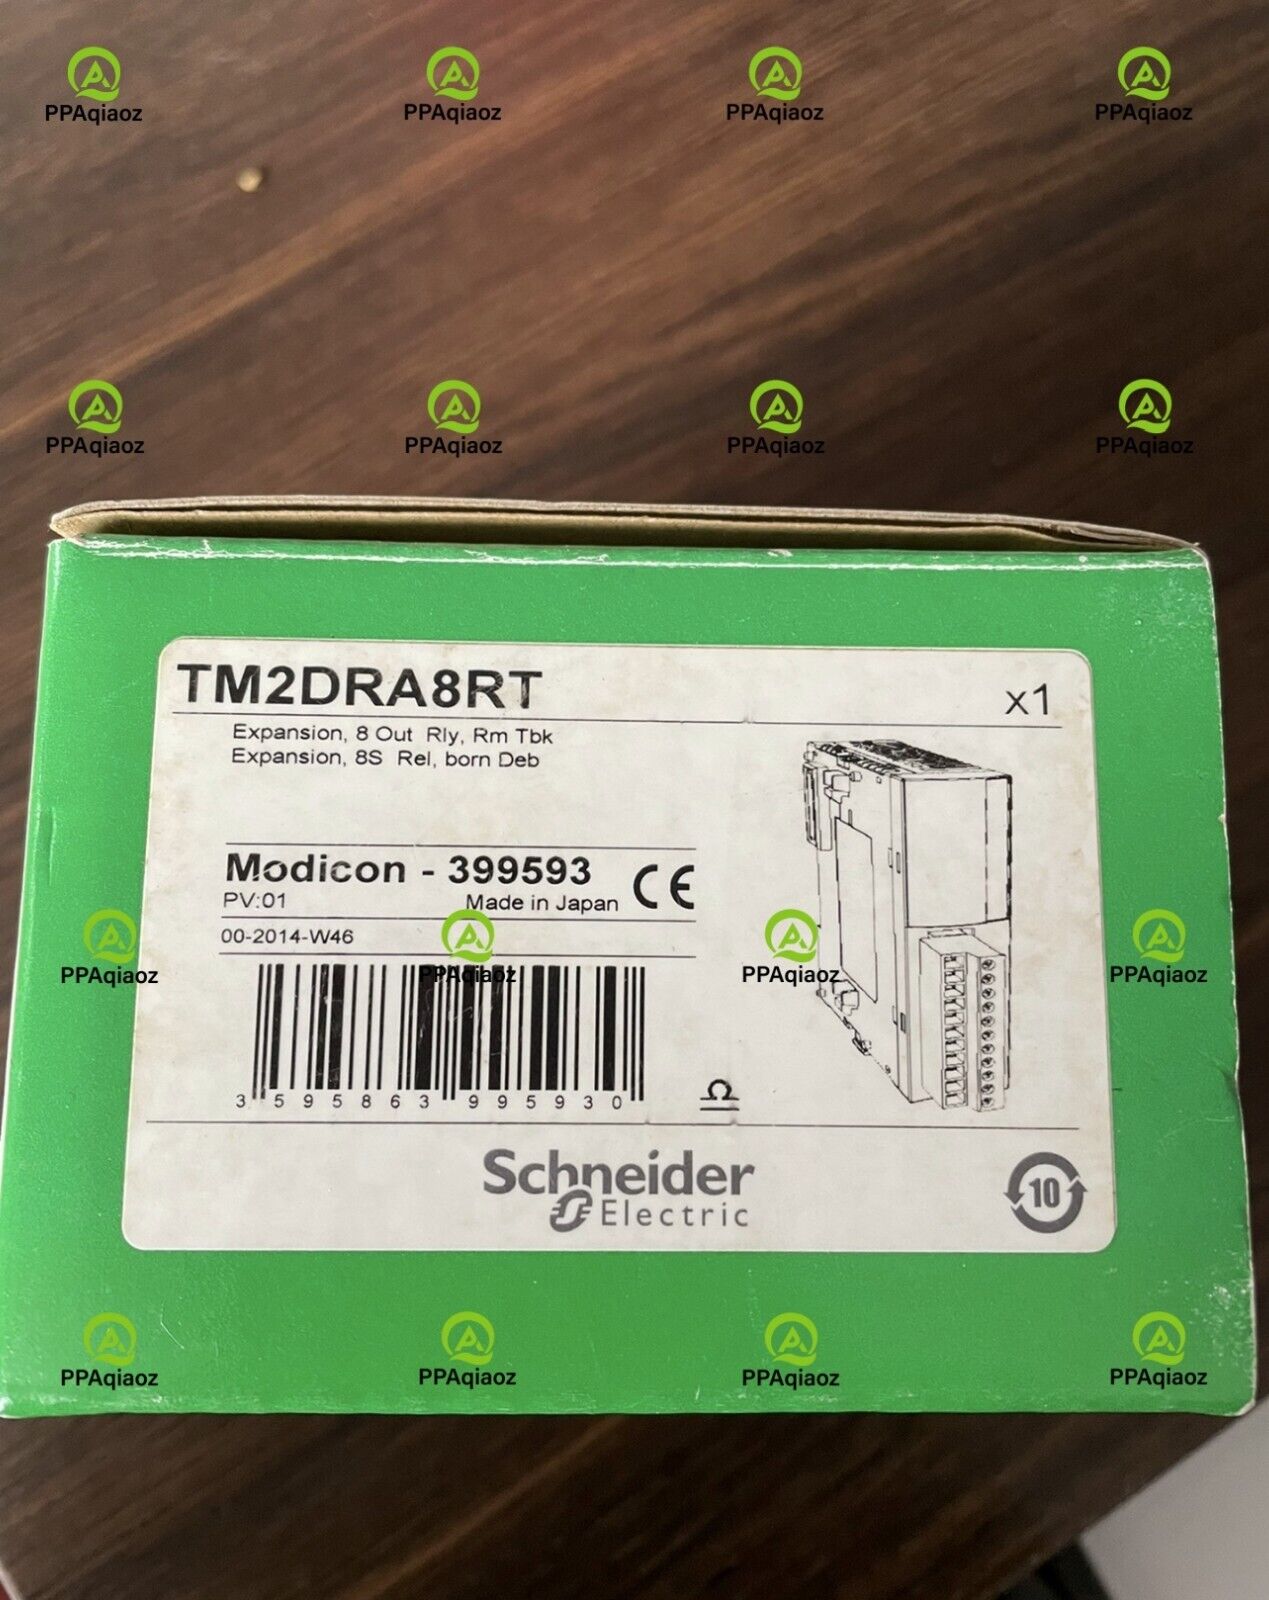 PPAqiaoz PPAqiaoz PPAqiaoz PPAqiaoz
PPAqiaoz PPAqiaoz PPAqiaoz PPAqiaoz
TM2DRA8RT x1
Expansion, 8 Out Rly, Rm Tbk
Expansion, 8S Rel, born Deb
Modicon - 399593 CE
PV:01 Made in Japan
00-2014-W46
PPAqiaoz PPAqiaoz PPAqiaoz PPAqiaoz
3 595863 995930
Schneider
Electric
10
PPAqiaoz PPAqiaoz PPAqiaoz PPAqiaoz